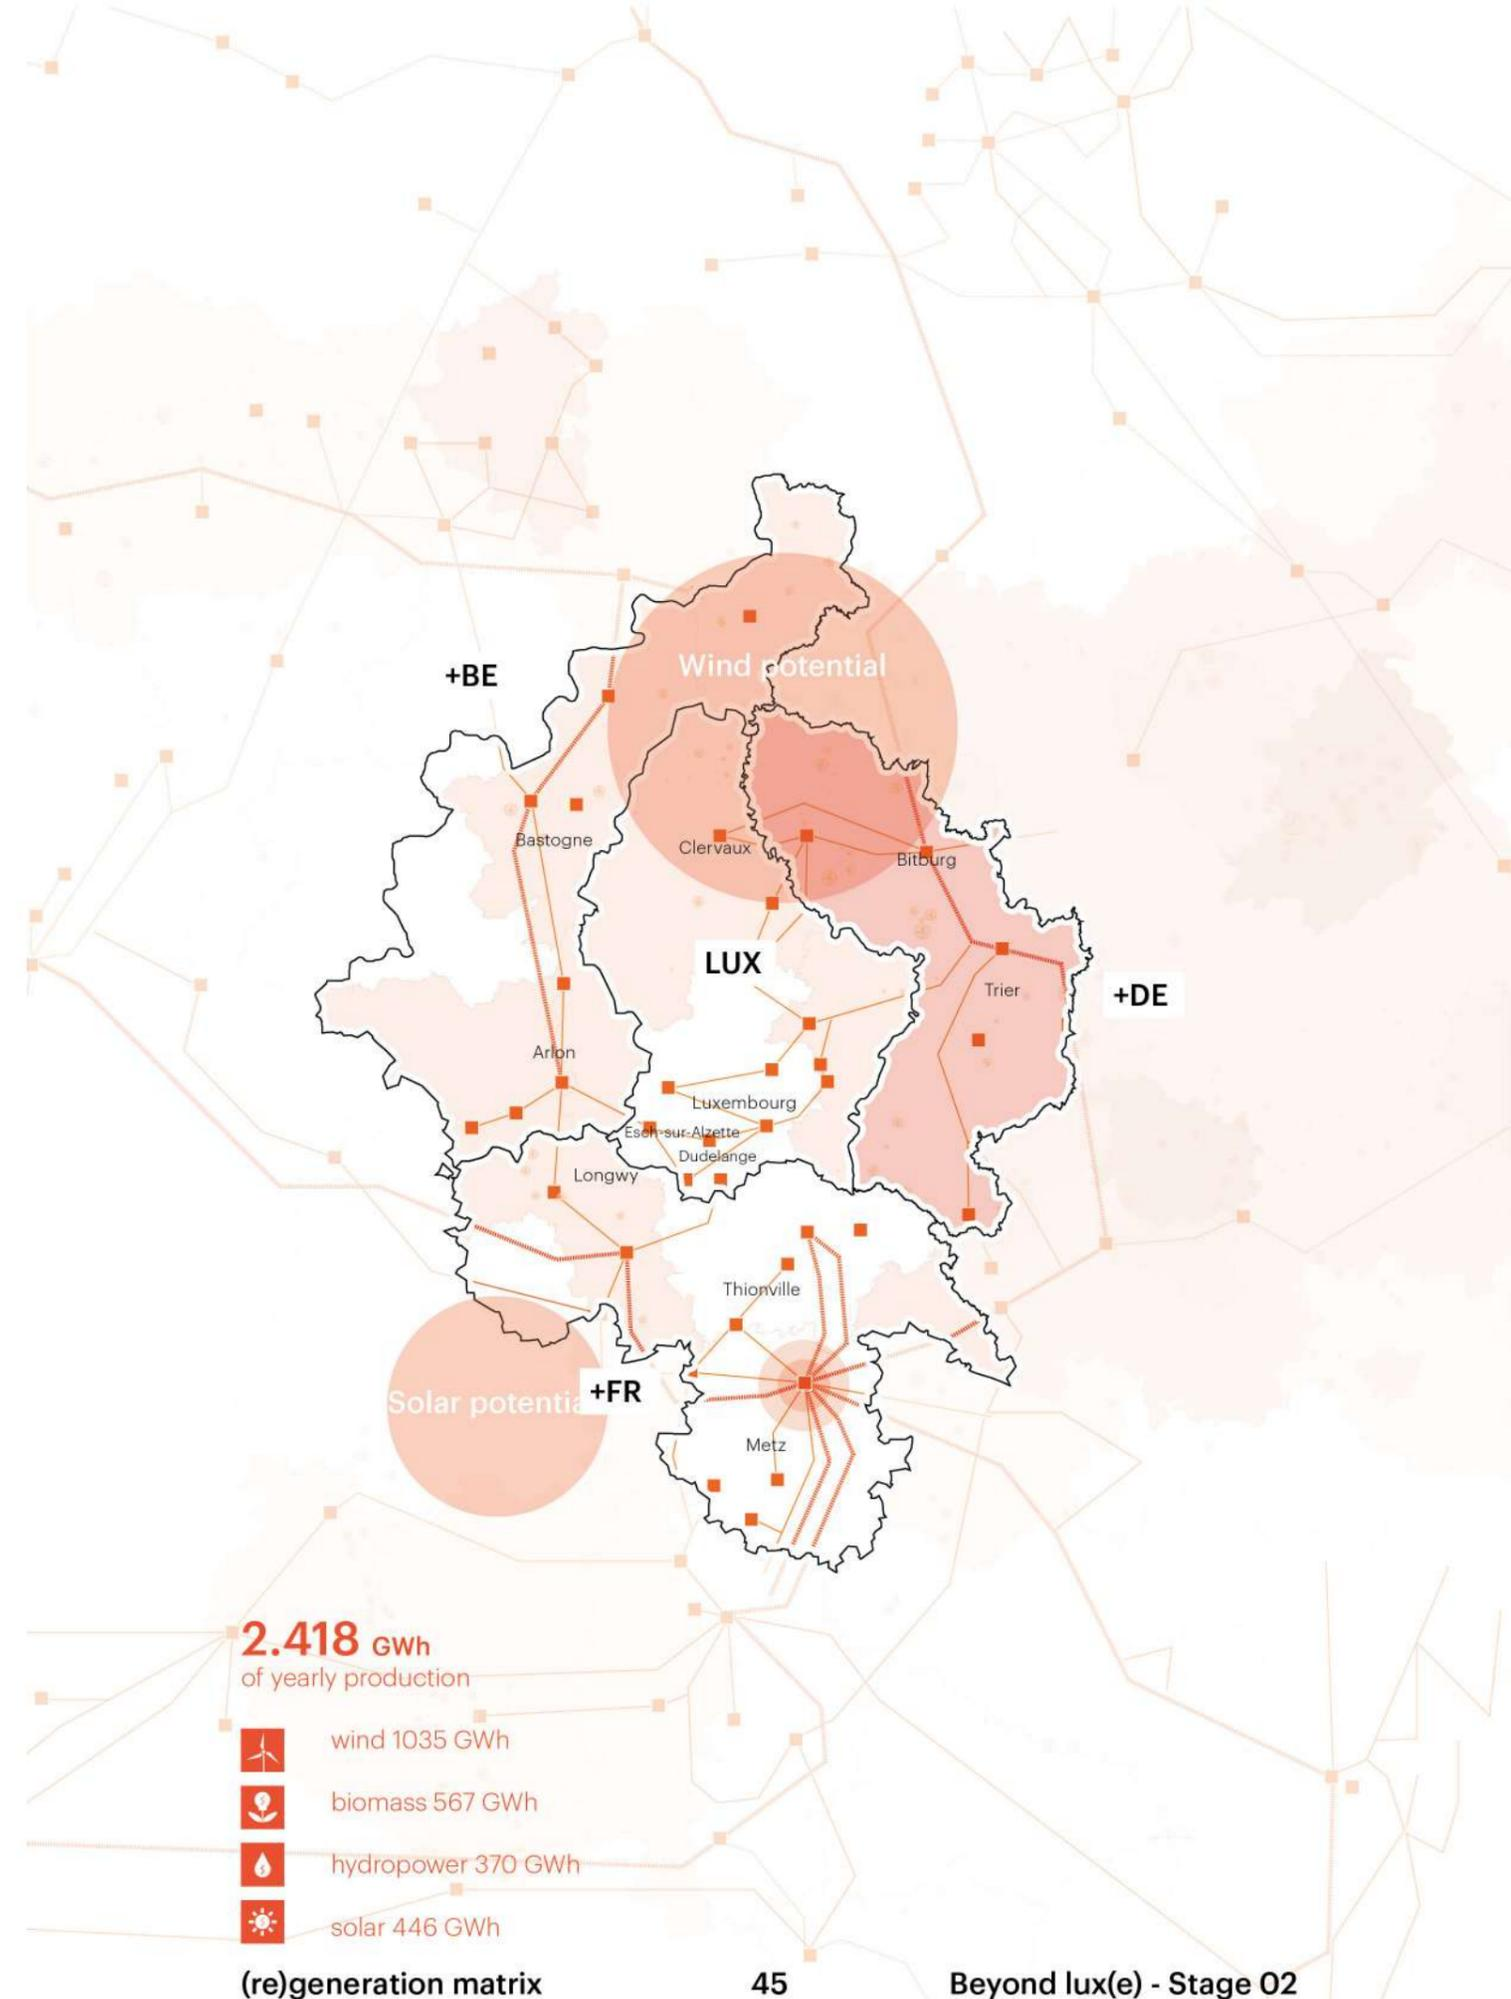 Wind potential
+BE
Bastogne
Clervaux
Bitburg
LUX
Trier
+DE
Arlon
Luxembourg
Esch-sur-Alzette
Dudelange
Longwy
Thionville
+FR
Solar potentia
Metz
2.418 GWh
of yearly production
wind 1035 GWh
biomass 567 GWh
hydropower 370 GWh
solar 446 GWh
(re)generation matrix 45 Beyond lux(e) - Stage 02